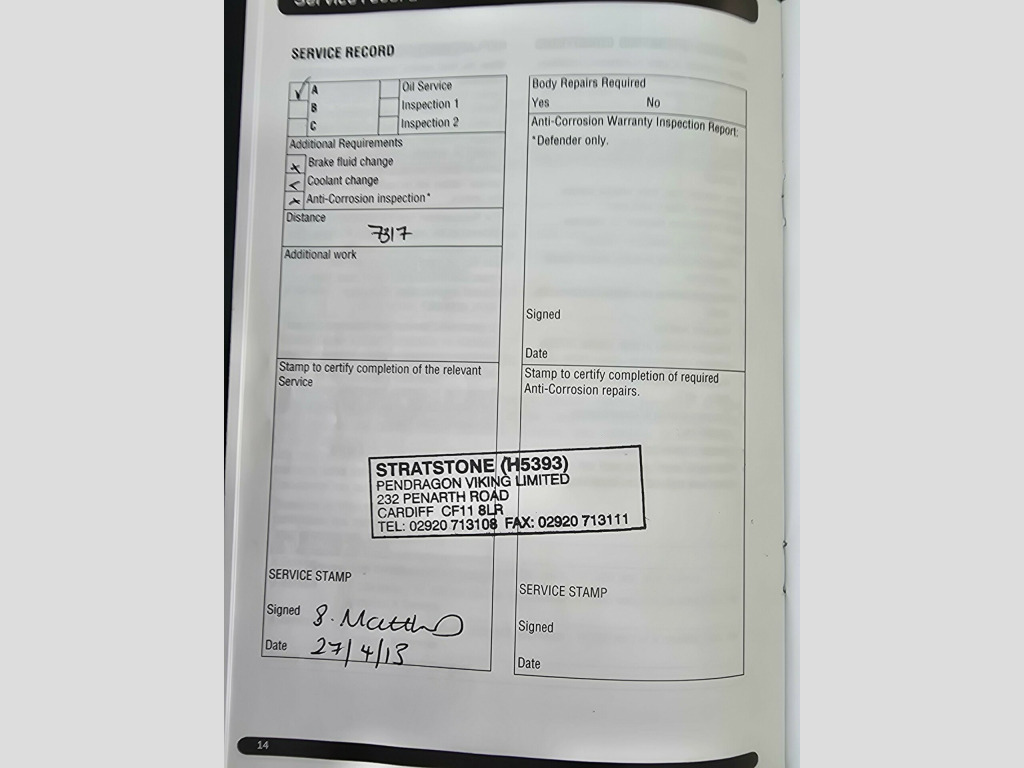 SERVICE RECORD
A
B
C
Oil Service
Inspection 1
Inspection 2
Additional Requirements
Brake fluid change
Coolant change
Anti-Corrosion inspection*
Distance
7317
Additional work
Stamp to certify completion of the relevant
Service
SERVICE STAMP
Signed
Date 27/4/13
Body Repairs Required
Yes No
Anti-Corrosion Warranty Inspection Report:
*Defender only.
Signed
Date
Stamp to certify completion of required
Anti-Corrosion repairs.
STRATSTONE (H5393)
PENDRAGON VIKING LIMITED
232 PENARTH ROAD
CARDIFF CF11 8LR
TEL: 02920 713108 FAX: 02920 713111
SERVICE STAMP
Signed
Date
14